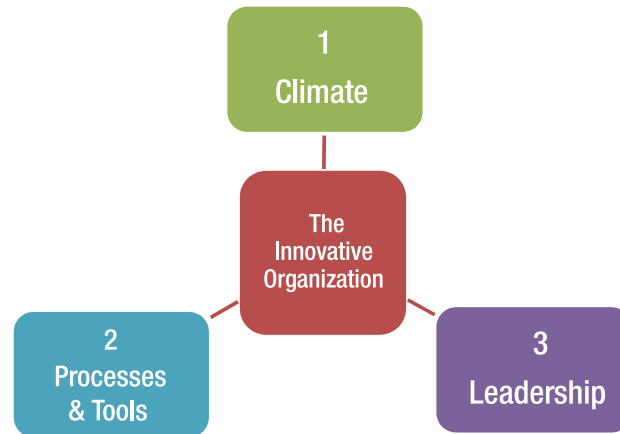 1
Climate
The
Innovative
Organization
2
Processes
& Tools
3
Leadership